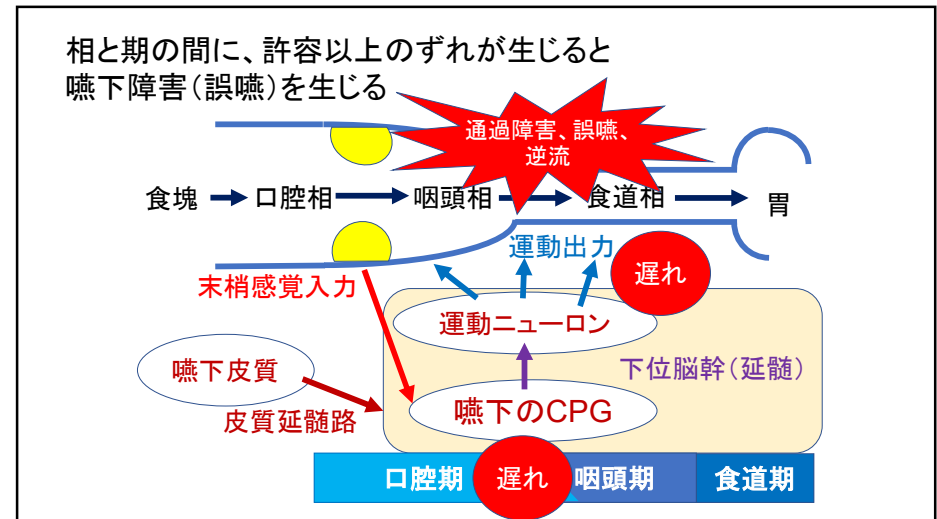 相と期の間に、許容以上のずれが生じると
嚥下障害(誤嚥)を生じる
通過障害、誤嚥、
逆流
食塊
口腔相
咽頭相
食道相
胃
運動出力
遅れ
末梢感覚入力
運動ニューロン
嚥下皮質
下位脳幹(延髄)
皮質延髄路
嚥下のCPG
口腔期
遅れ
咽頭期
食道期